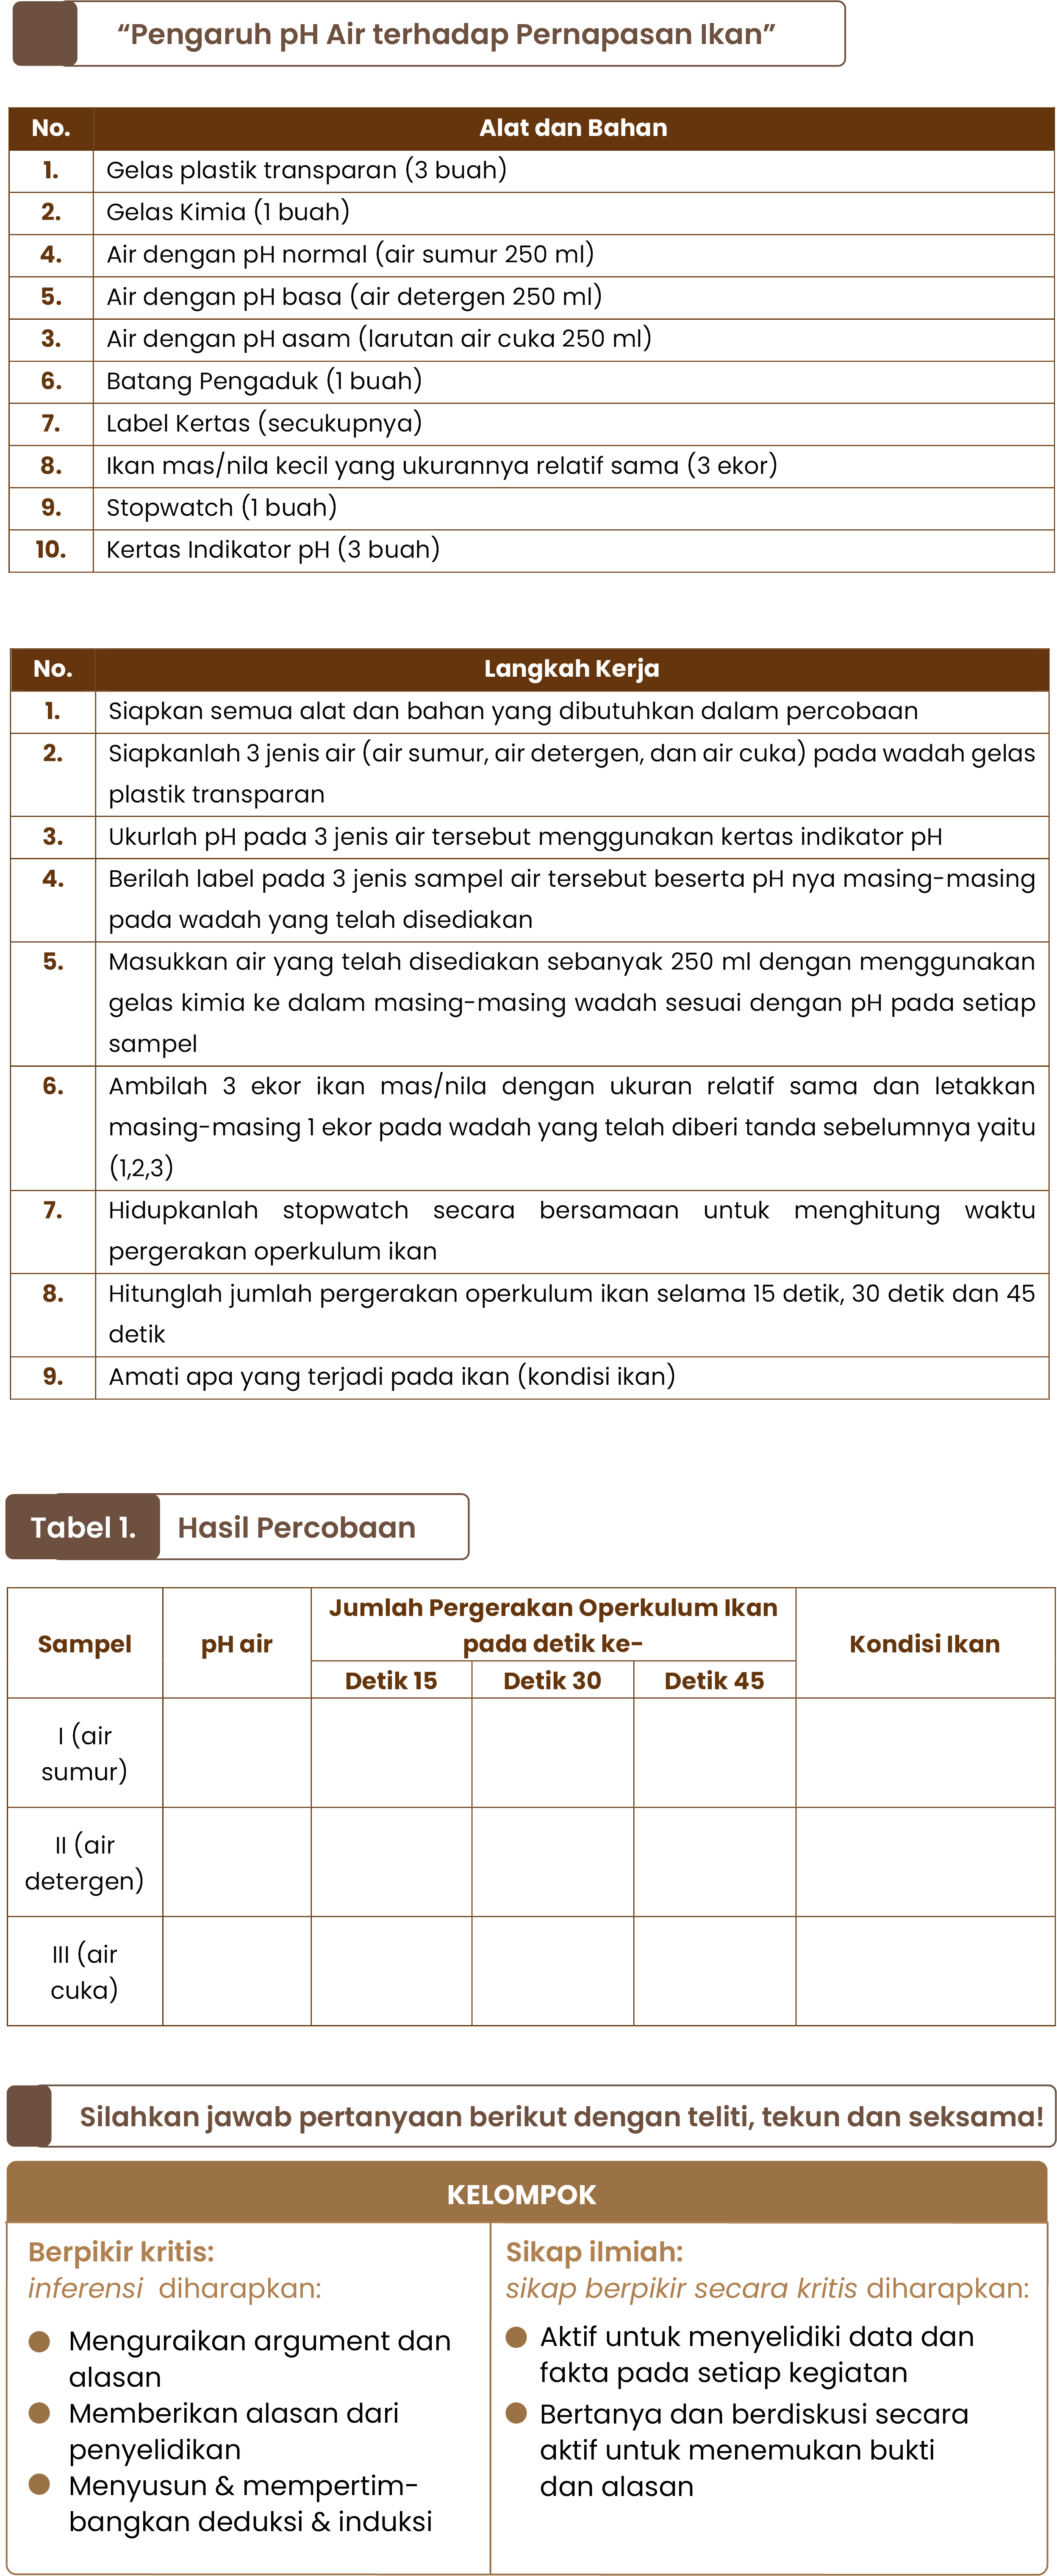 “Pengaruh pH Air terhadap Pernapasan Ikan”
No. Alat dan Bahan
1. Gelas plastik transparan (3 buah)
2. Gelas Kimia (1 buah)
4. Air dengan pH normal (air sumur 250 ml)
5. Air dengan pH basa (air detergen 250 ml)
3. Air dengan pH asam (larutan air cuka 250 ml)
6. Batang Pengaduk (1 buah)
7. Label Kertas (secukupnya)
8. Ikan mas/nila kecil yang ukurannya relatif sama (3 ekor)
9. Stopwatch (1 buah)
10. Kertas Indikator pH (3 buah)
No. Langkah Kerja
1. Siapkan semua alat dan bahan yang dibutuhkan dalam percobaan
2. Siapkanlah 3 jenis air (air sumur, air detergen, dan air cuka) pada wadah gelas
plastik transparan
3. Ukurlah pH pada 3 jenis air tersebut menggunakan kertas indikator pH
4. Berilah label pada 3 jenis sampel air tersebut beserta pH nya masing-masing
pada wadah yang telah disediakan
5. Masukkan air yang telah disediakan sebanyak 250 ml dengan menggunakan
gelas kimia ke dalam masing-masing wadah sesuai dengan pH pada setiap
sampel
6. Ambilah 3 ekor ikan mas/nila dengan ukuran relatif sama dan letakkan
masing-masing 1 ekor pada wadah yang telah diberi tanda sebelumnya yaitu
(1,2,3)
7. Hidupkanlah stopwatch secara bersamaan untuk menghitung waktu
pergerakan operkulum ikan
8. Hitunglah jumlah pergerakan operkulum ikan selama 15 detik, 30 detik dan 45
detik
9. Amati apa yang terjadi pada ikan (kondisi ikan)
Tabel 1. Hasil Percobaan
Sampel pH air Jumlah Pergerakan Operkulum Ikan
pada detik ke- Kondisi Ikan
Detik 15 Detik 30 Detik 45
I (air
sumur)
II (air
detergen)
III (air
cuka)
Silahkan jawab pertanyaan berikut dengan teliti, tekun dan seksama!
KELOMPOK
Berpikir kritis:
inferensi diharapkan:
Menguraikan argument dan
alasan
Memberikan alasan dari
penyelidikan
Menyusun & mempertim-
bangkan deduksi & induksi
Sikap ilmiah:
sikap berpikir secara kritis diharapkan:
Aktif untuk menyelidiki data dan
fakta pada setiap kegiatan
Bertanya dan berdiskusi secara
aktif untuk menemukan bukti
dan alasan